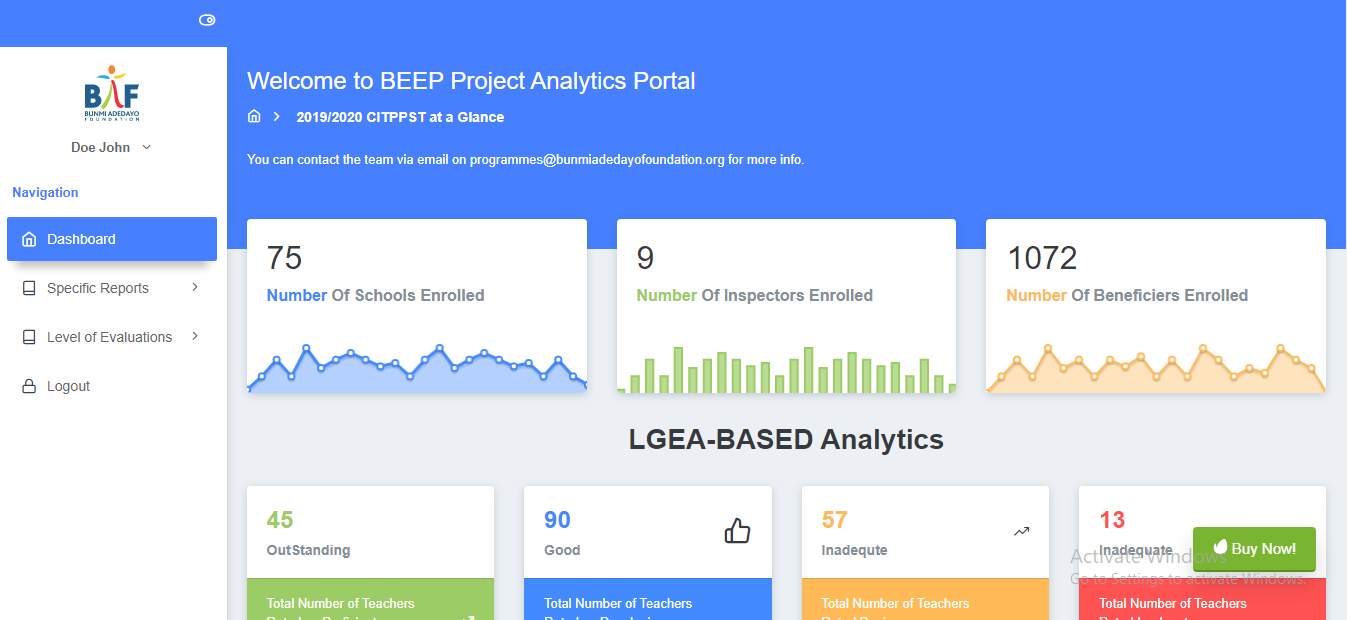 BAF
BUNMI ADEDAYO
FOUNDATION
Doe John
Navigation
Dashboard
Specific Reports
Level of Evaluations
Logout
Welcome to BEEP Project Analytics Portal
2019/2020 CITPPST at a Glance
You can contact the team via email on programmes@bunmiadedayofoundation.org for more info.
75
Number Of Schools Enrolled
9
Number Of Inspectors Enrolled
1072
Number Of Beneficiers Enrolled
LGEA-BASED Analytics
45
OutStanding
Total Number of Teachers
90
Good
Total Number of Teachers
57
Inadequte
Total Number of Teachers
13
Inadequate
Buy Now!
Total Number of Teachers
Activate Windows
Go to Settings to activate Windows.